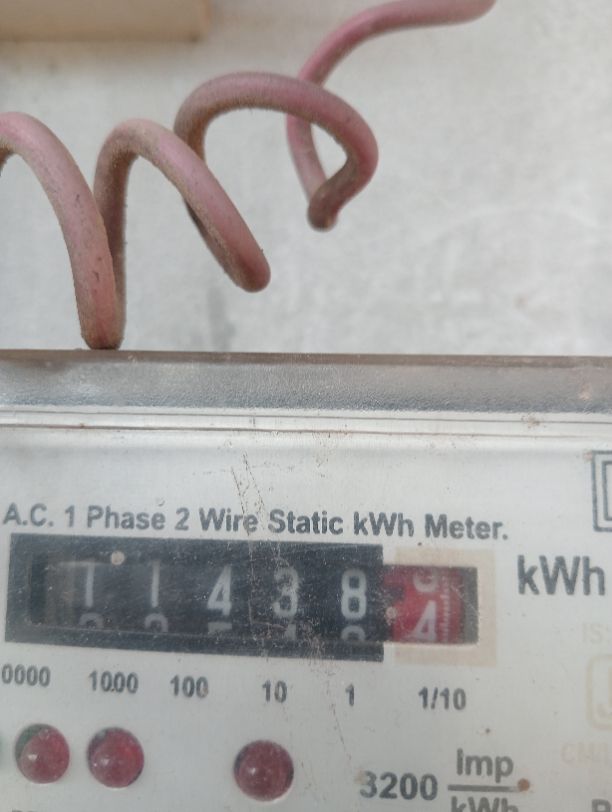 A.C. 1 Phase 2 Wire Static kWh Meter.
1 1 4 3 8 4 kWh
0000 1000 100 10 1 1/10
3200 Imp
kWh